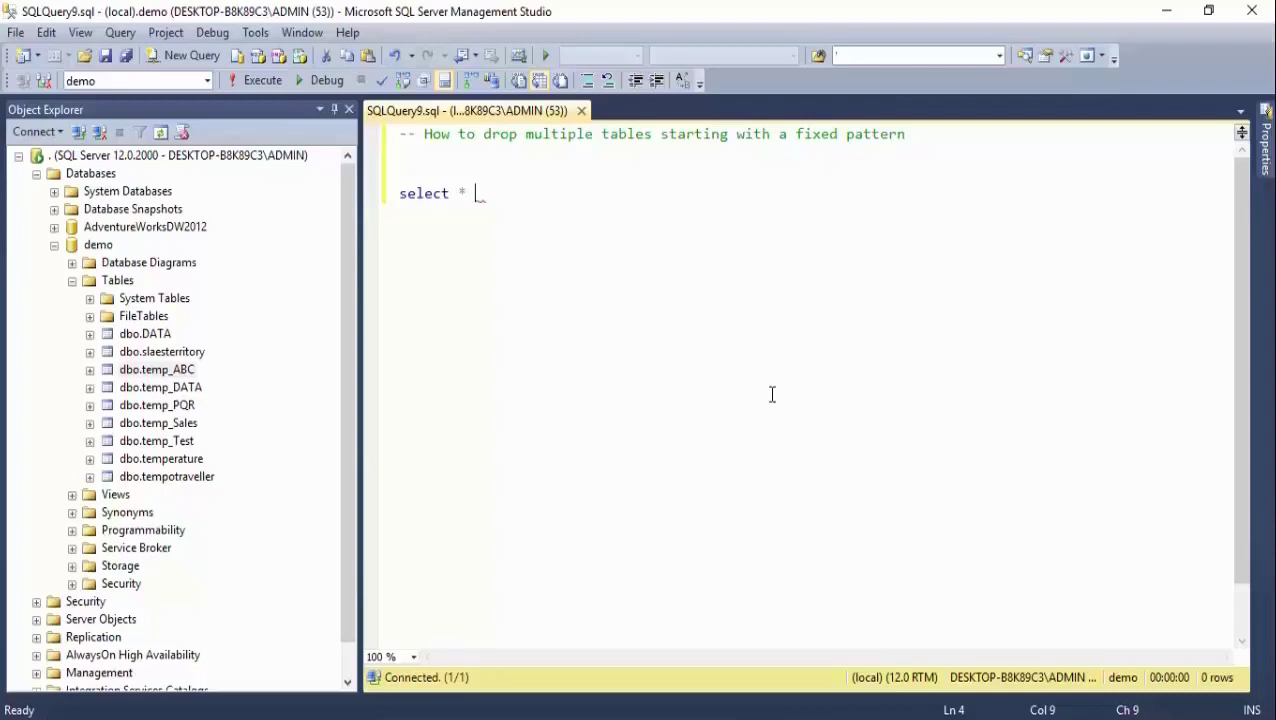 SQLQuery9.sql - (local).demo (DESKTOP-B8K89C3\ADMIN (53)) - Microsoft SQL Server Management Studio
File Edit View Query Project Debug Tools Window Help
New Query '
demo Execute Debug
Object Explorer
SQLQuery9.sql - (l...8K89C3\ADMIN (53))
Connect
. (SQL Server 12.0.2000 - DESKTOP-B8K89C3\ADMIN)
Databases
System Databases
Database Snapshots
AdventureWorksDW2012
demo
Database Diagrams
Tables
System Tables
FileTables
dbo.DATA
dbo.slaesterritory
dbo.temp_ABC
dbo.temp_DATA
dbo.temp_PQR
dbo.temp_Sales
dbo.temp_Test
dbo.temperature
dbo.tempotraveller
Views
Synonyms
Programmability
Service Broker
Storage
Security
Security
Server Objects
Replication
AlwaysOn High Availability
Management
Integration Services Catalogs
-- How to drop multiple tables starting with a fixed pattern
select *
Properties
100 %
Connected. (1/1) (local) (12.0 RTM) DESKTOP-B8K89C3\ADMIN ... demo 00:00:00 0 rows
Ready Ln 4 Col 9 Ch 9 INS